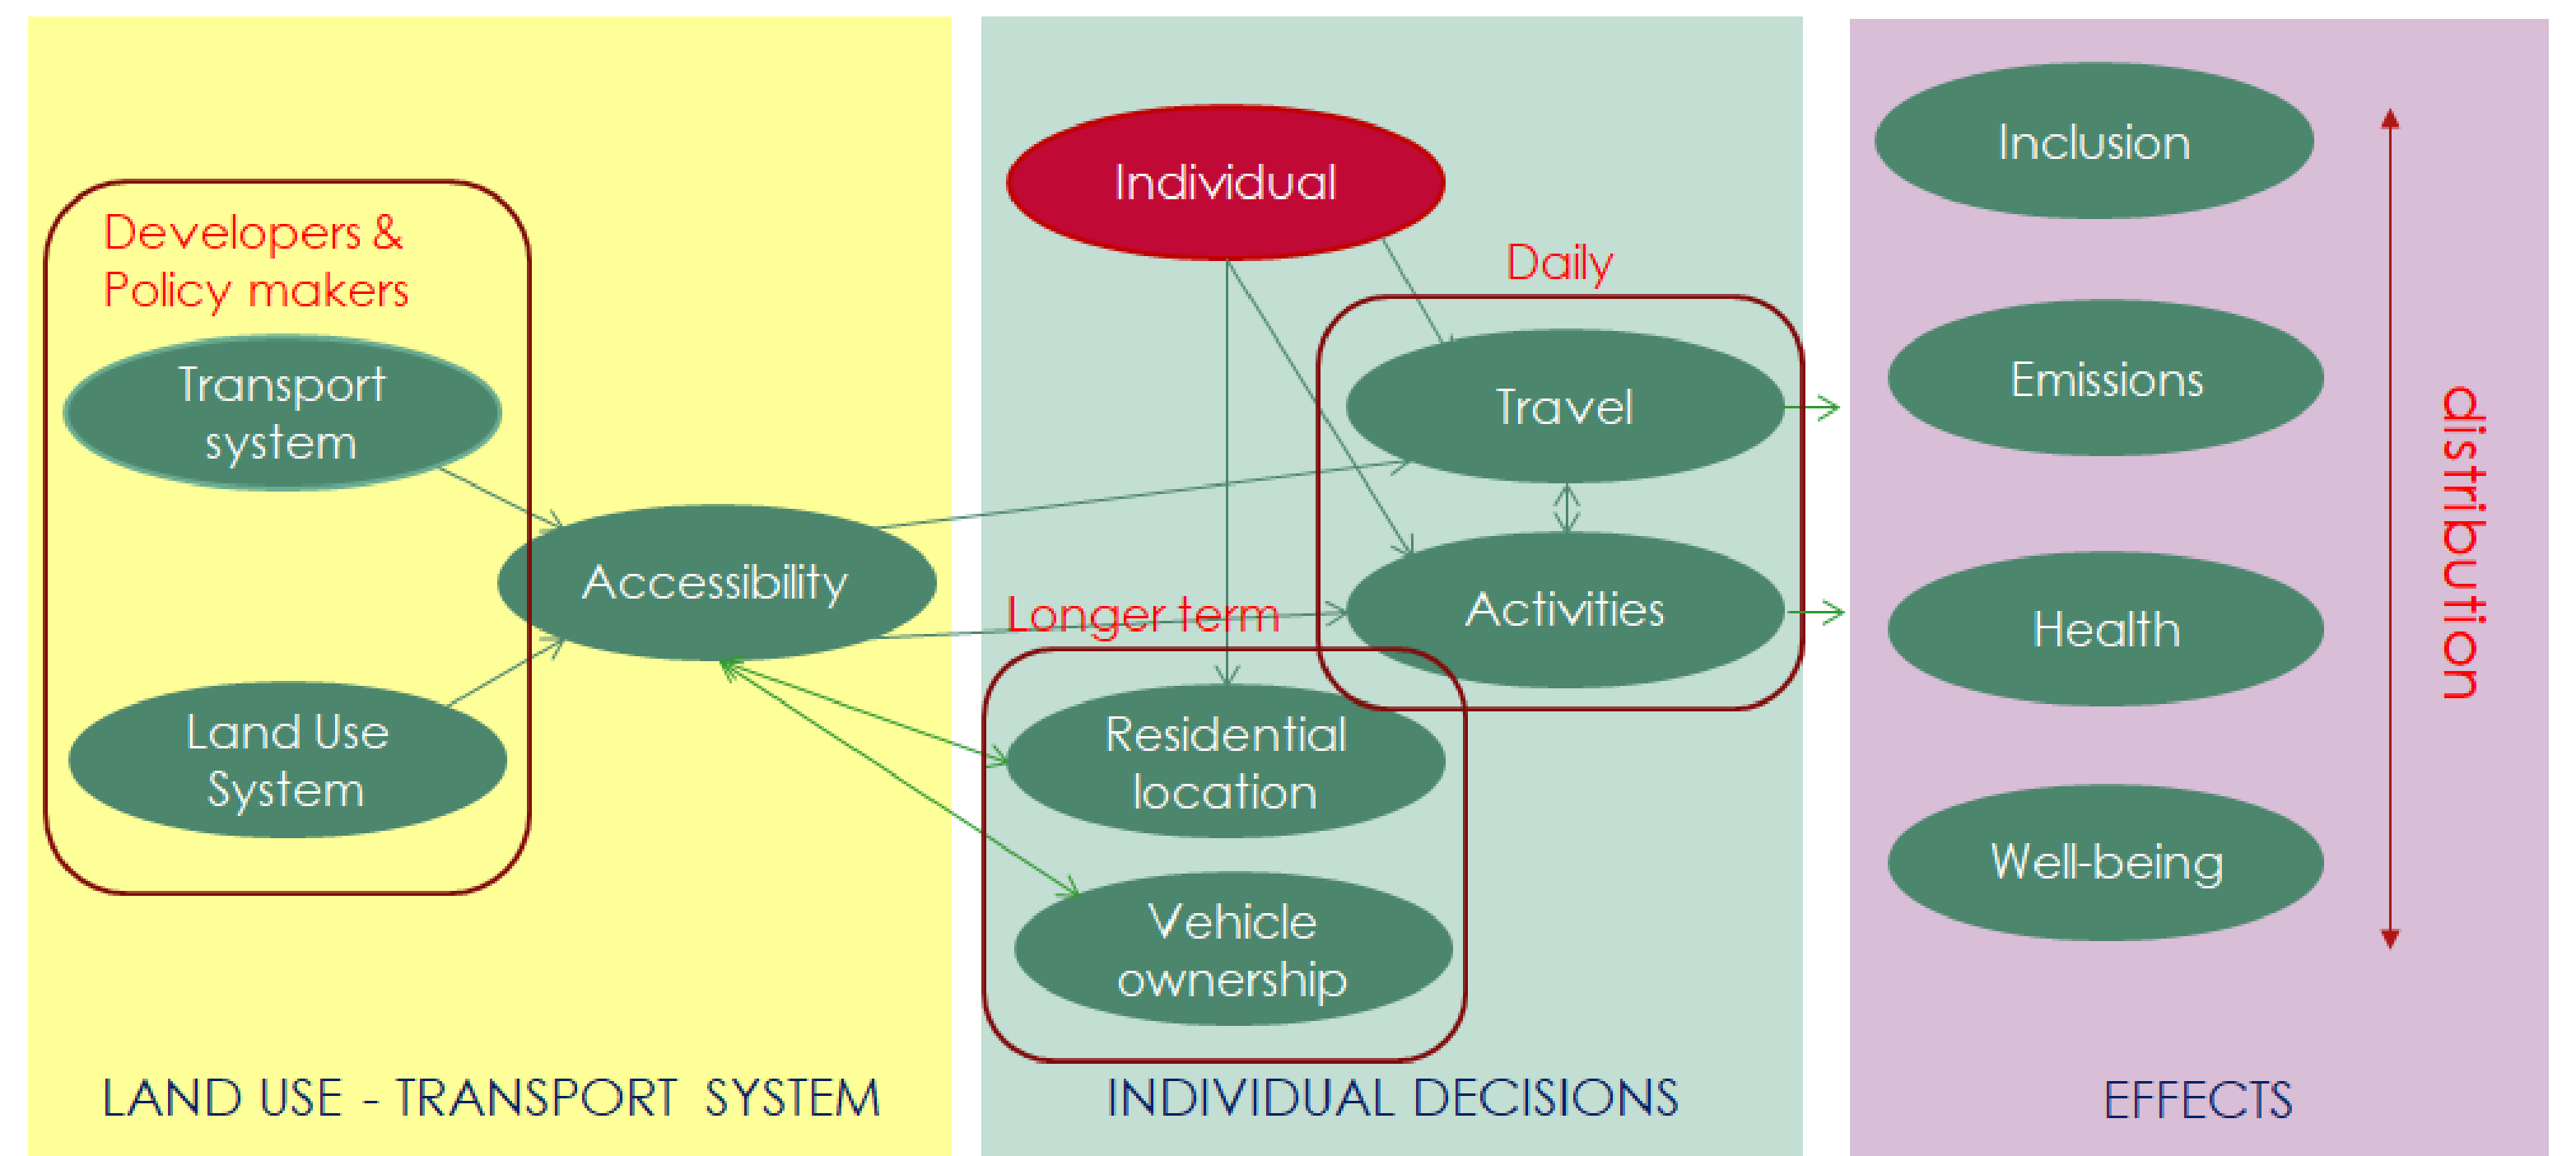 Developers &
Policy makers
Transport
system
Accessibility
Land Use
System
LAND USE - TRANSPORT SYSTEM
Individual
Daily
Travel
Activities
Longer term
Residential
location
Vehicle
ownership
INDIVIDUAL DECISIONS
Inclusion
Emissions
Health
Well-being
distribution
EFFECTS